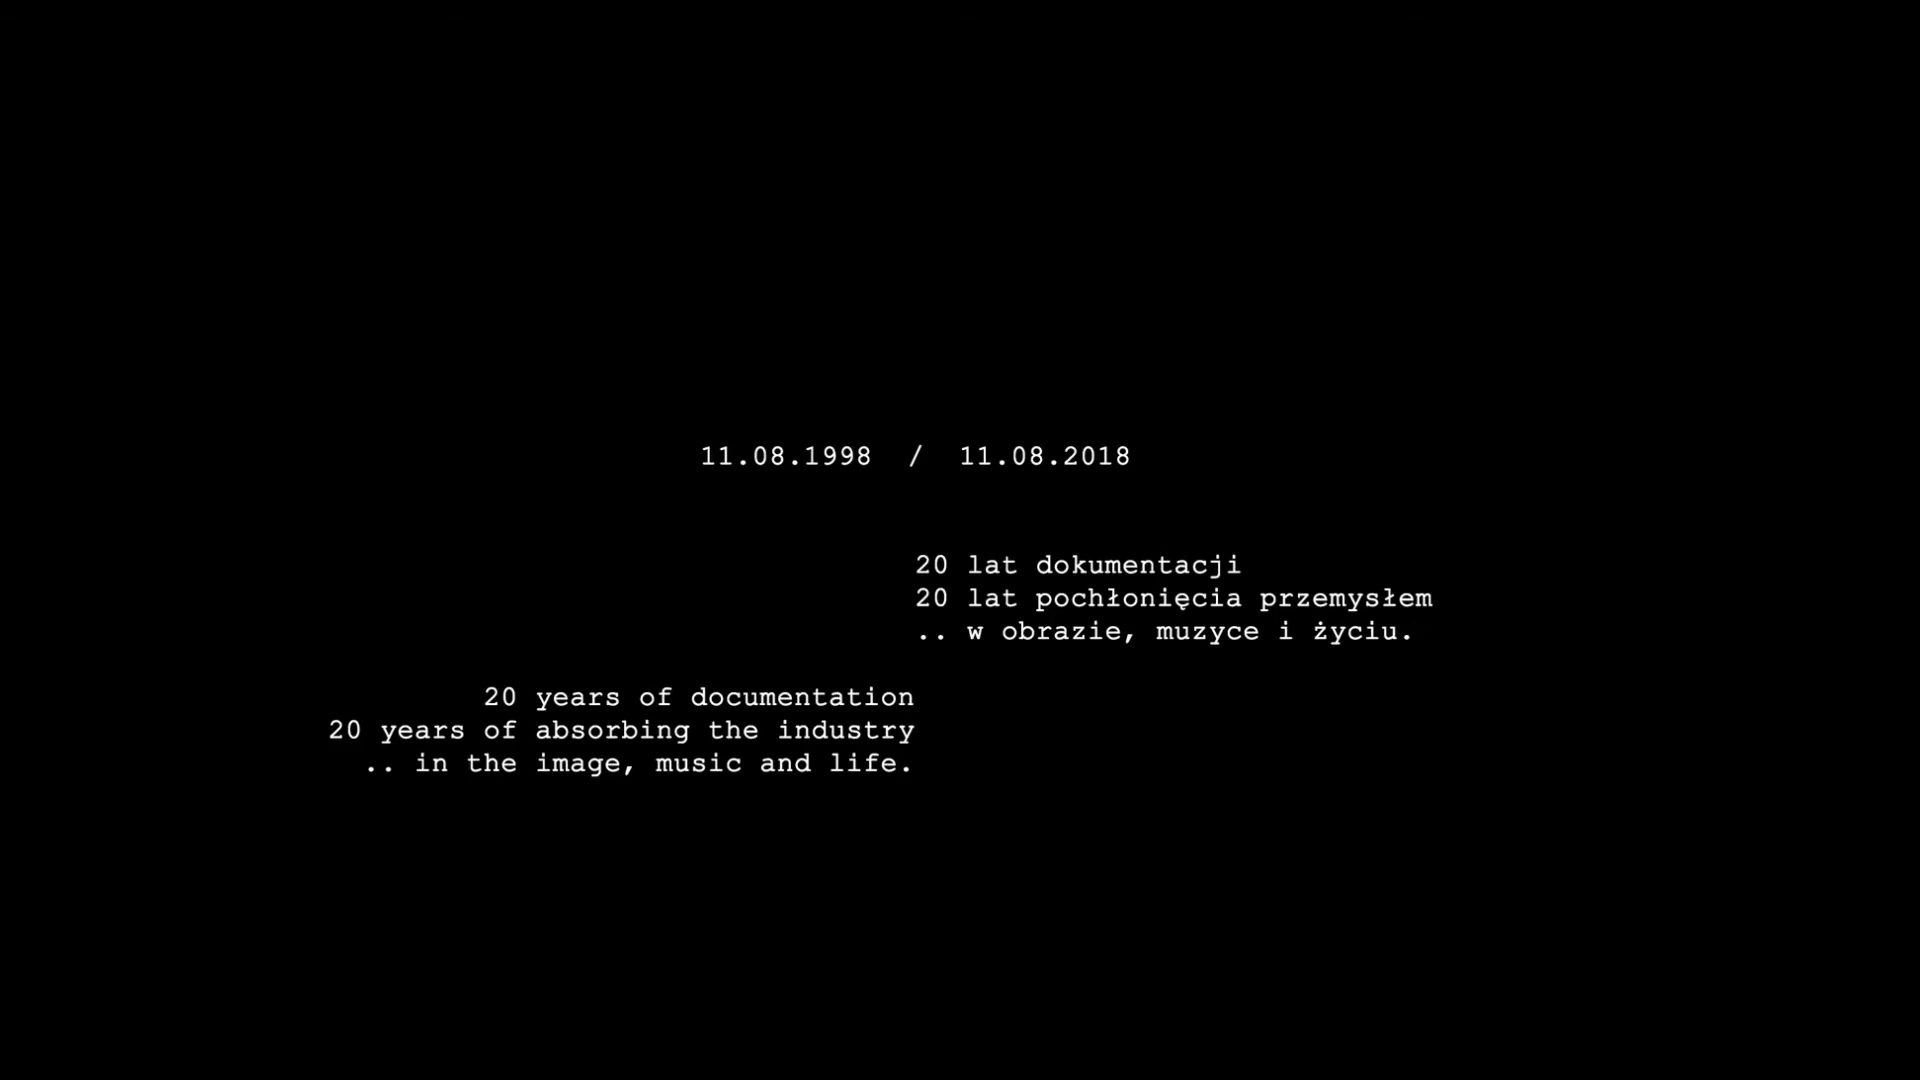 11.08.1998 / 11.08.2018
20 lat dokumentacji
20 lat pochłonięcia przemysłem
.. w obrazie, muzyce i życiu.
20 years of documentation
20 years of absorbing the industry
.. in the image, music and life.